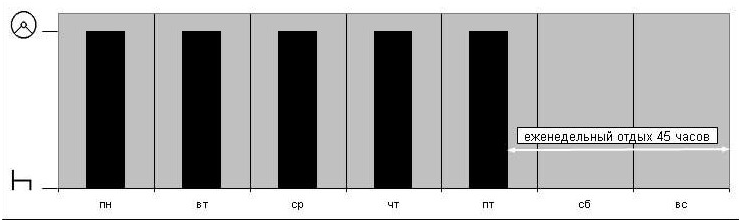 еженедельный отдых 45 часов
пн вт ср чт пт сб вс